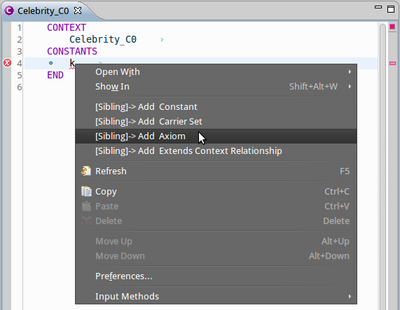 Celebrity_C0
1 CONTEXT
2 Celebrity_C0
3 CONSTANTS
4 k
5 END
6
Open With
Show In Shift+Alt+W
[Sibling]-> Add Constant
[Sibling]-> Add Carrier Set
[Sibling]-> Add Axiom
[Sibling]-> Add Extends Context Relationship
Refresh F5
Copy Ctrl+C
Paste Ctrl+V
Delete Delete
Move Up Alt+Up
Move Down Alt+Down
Preferences...
Input Methods